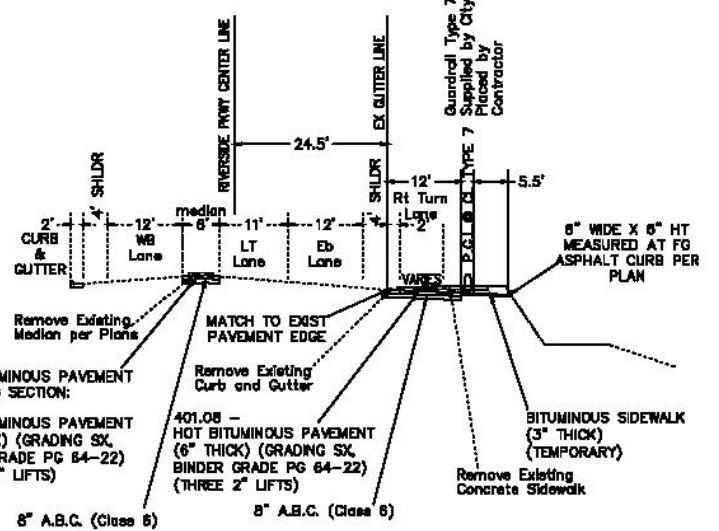 RIVERSIDE PKWY CENTER LINE
EX GUTTER LINE
Guardrail Type 7
Supplied by City
Placed by
Contractor
24.5'
TYPE 7
12'
5.5'
4' SHLDR
4' SHLDR
Rt Turn
Lane
2'
2'
CURB
&
GUTTER
12'
WB
Lane
median
6'
11'
LT
Lane
12'
Eb
Lane
VARIES
6" WIDE X 6" HT
MEASURED AT FG
ASPHALT CURB PER
PLAN
Remove Existing
Median per Plans
MATCH TO EXIST
PAVEMENT EDGE
Remove Existing
Curb and Gutter
MINOUS PAVEMENT
SECTION:
MINOUS PAVEMENT
) (GRADING SX,
RADE PG 64-22)
" LIFTS)
8" A.B.C. (Class 6)
401.08 -
HOT BITUMINOUS PAVEMENT
(6" THICK) (GRADING SX,
BINDER GRADE PG 64-22)
(THREE 2" LIFTS)
8" A.B.C. (Class 6)
BITUMINOUS SIDEWALK
(3" THICK)
(TEMPORARY)
Remove Existing
Concrete Sidewalk